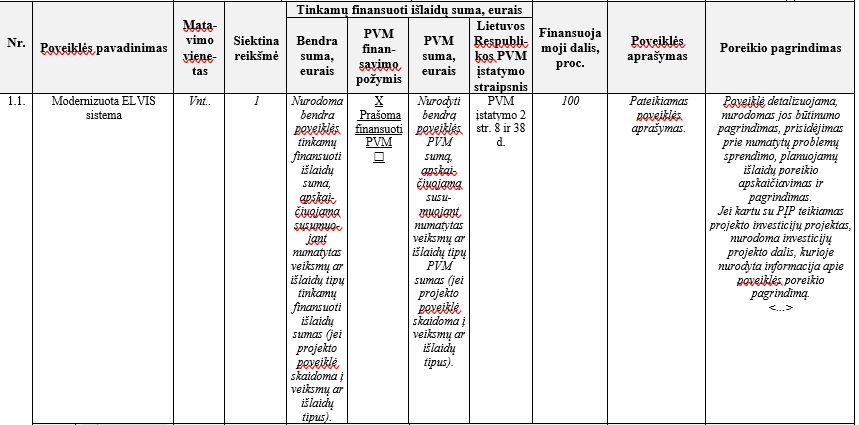 Tinkamų finansuoti išlaidų suma, eurais
Nr.
Poveiklės pavadinimas
Mata-
vimo
viene-
tas
Siektina
reikšmė
Bendra
suma,
eurais
PVM
finan-
savimo
požymis
PVM
suma,
eurais
Lietuvos
Respubli-
kos PVM
įstatymo
straipsnis
Finansuoja
moji dalis,
proc.
Poveiklės
aprašymas
Poreikio pagrindimas
1.1.
Modernizuota ELVIS
sistema
Vnt..
1
Nurodoma
bendra
poveiklės
tinkamų
finansuoti
išlaidų
suma,
apskai-
čiuojama
susumuo-
jant
numatytas
veiksmų ar
išlaidų tipų
tinkamų
finansuoti
išlaidų
sumas (jei
projekto
poveiklė
skaidoma į
veiksmų ar
išlaidų
tipus).
X
Prašoma
finansuoti
PVM
☐
Nurodyti
bendrą
poveiklės
PVM
sumą,
apskai-
čiuojamą
susu-
muojant
numatytas
veiksmų ar
išlaidų tipų
PVM
sumas (jei
projekto
poveiklė
skaidoma į
veiksmų ar
išlaidų
tipus).
PVM
įstatymo 2
str. 8 ir 38
d.
100
Pateikiamas
poveiklės
aprašymas.
Poveiklė detalizuojama,
nurodomas jos būtinumo
pagrindimas, prisidėjimas
prie numatytų problemų
sprendimo, planuojamų
išlaidų poreikio
apskaičiavimas ir
pagrindimas.
Jei kartu su PĮP teikiamas
projekto investicijų projektas,
nurodoma investicijų
projekto dalis, kurioje
nurodyta informacija apie
poveiklės poreikio
pagrindimą.
<...>